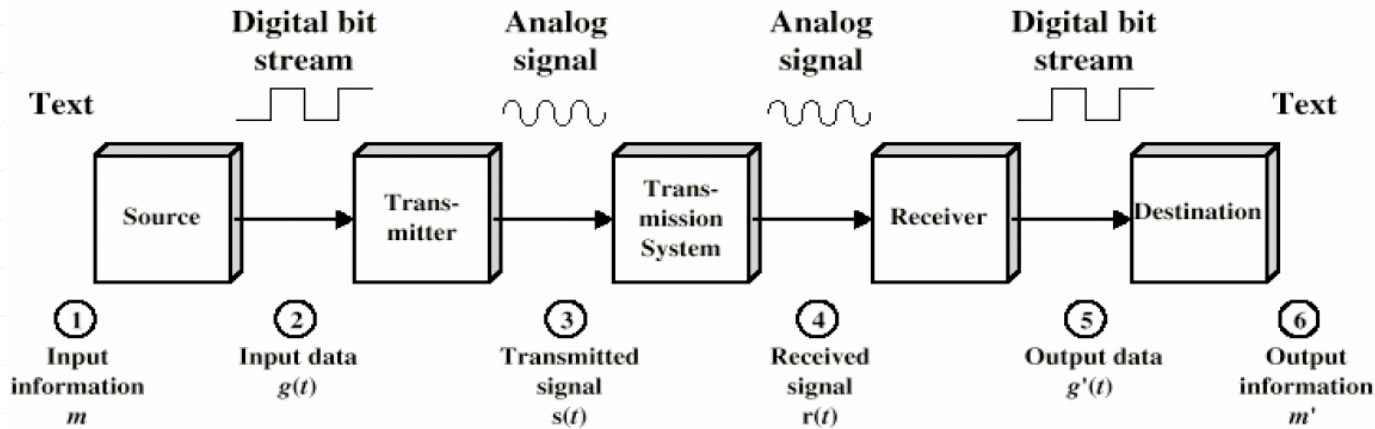 Digital bit
stream
Analog
signal
Analog
signal
Digital bit
stream
Text
Text
Source
Trans-
mitter
Trans-
mission
System
Receiver
Destination
1
Input
information
m
2
Input data
g(t)
3
Transmitted
signal
s(t)
4
Received
signal
r(t)
5
Output data
g'(t)
6
Output
information
m'